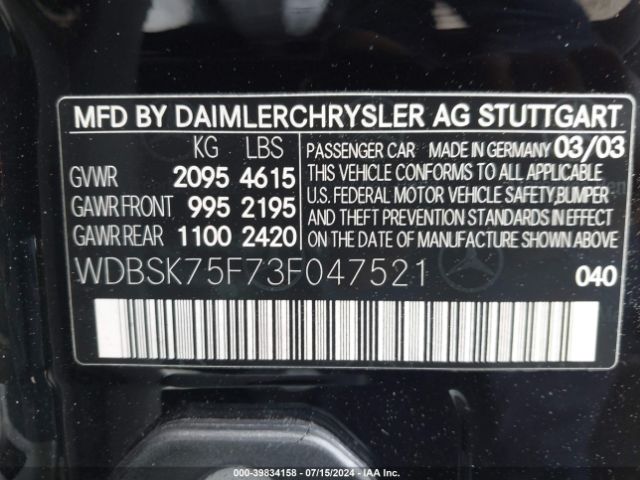 MFD BY DAIMLERCHRYSLER AG STUTTGART
KG LBS
GVWR 2095 4615
GAWR FRONT 995 2195
GAWR REAR 1100 2420
PASSENGER CAR MADE IN GERMANY 03/03
THIS VEHICLE CONFORMS TO ALL APPLICABLE
U.S. FEDERAL MOTOR VEHICLE SAFETY, BUMPER
AND THEFT PREVENTION STANDARDS IN EFFECT
ON THE DATE OF MANUFACTURE SHOWN ABOVE
WDBSK75F73F047521 040
000-39834158 - 07/15/2024 - IAA Inc.